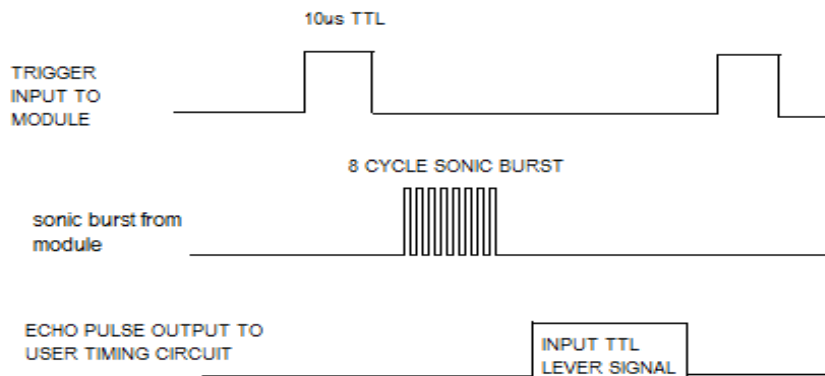 10us TTL
TRIGGER
INPUT TO
MODULE
8 CYCLE SONIC BURST
sonic burst from
module
ECHO PULSE OUTPUT TO
USER TIMING CIRCUIT
INPUT TTL
LEVER SIGNAL